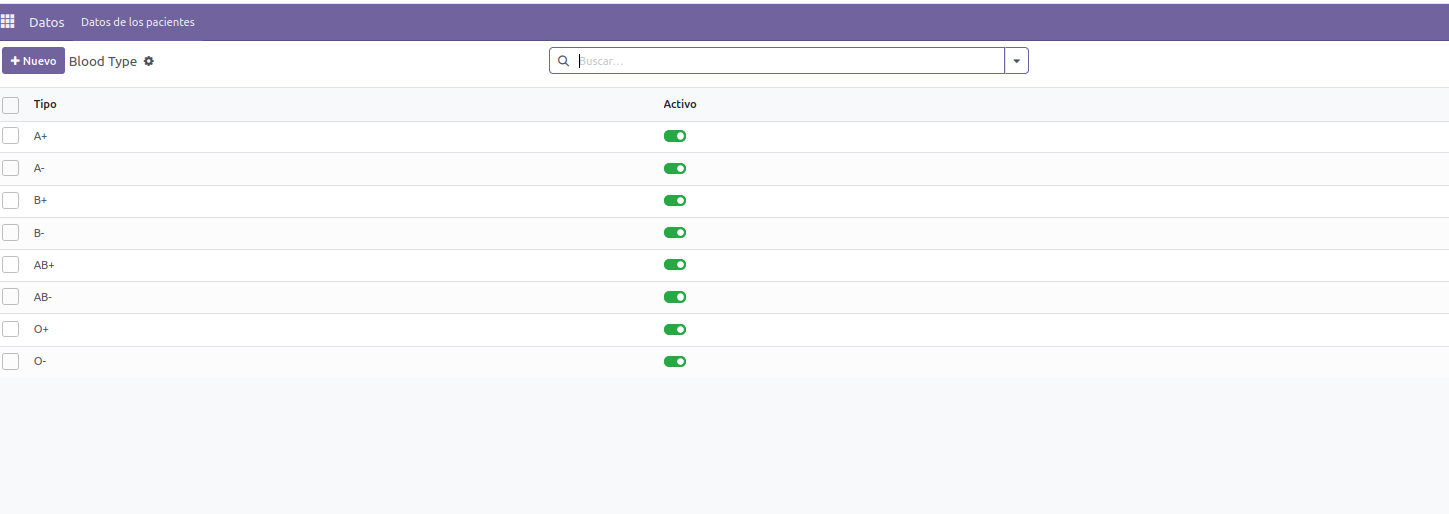 Datos Datos de los pacientes
Nuevo Blood Type Buscar...
Tipo Activo
A+
A-
B+
B-
AB+
AB-
O+
O-